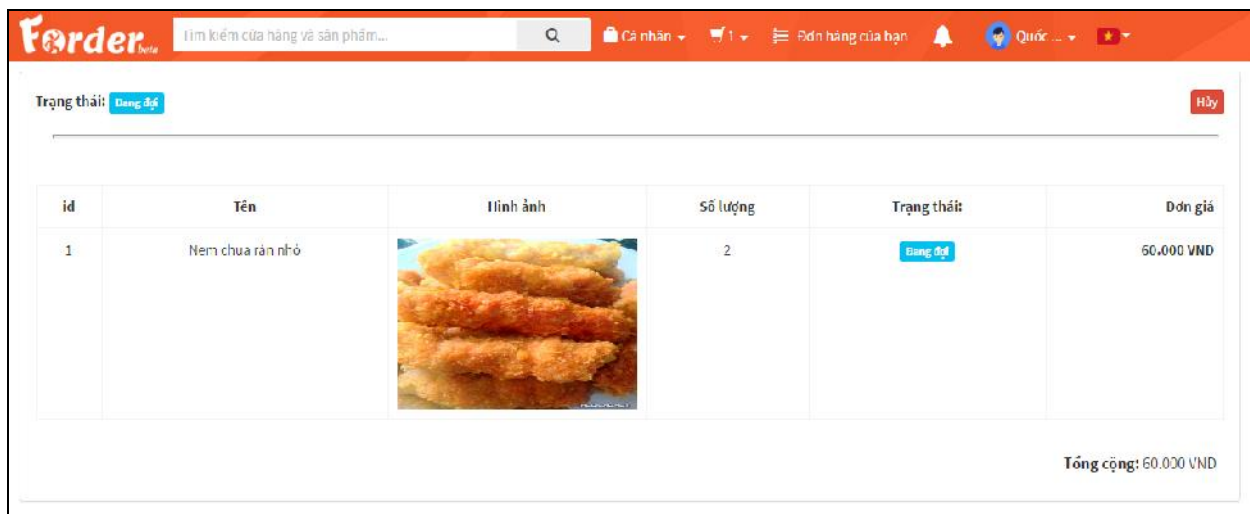 Forder beta
Tìm kiếm cửa hàng và sản phẩm...
Cá nhân
1
Đơn hàng của bạn
Quốc ...
Trạng thái: Đang đợi
Hủy
id Tên Hình ảnh Số lượng Trạng thái: Đơn giá
1 Nem chua rán nhỏ 2 Đang đợi 60.000 VND
Tổng cộng: 60.000 VND